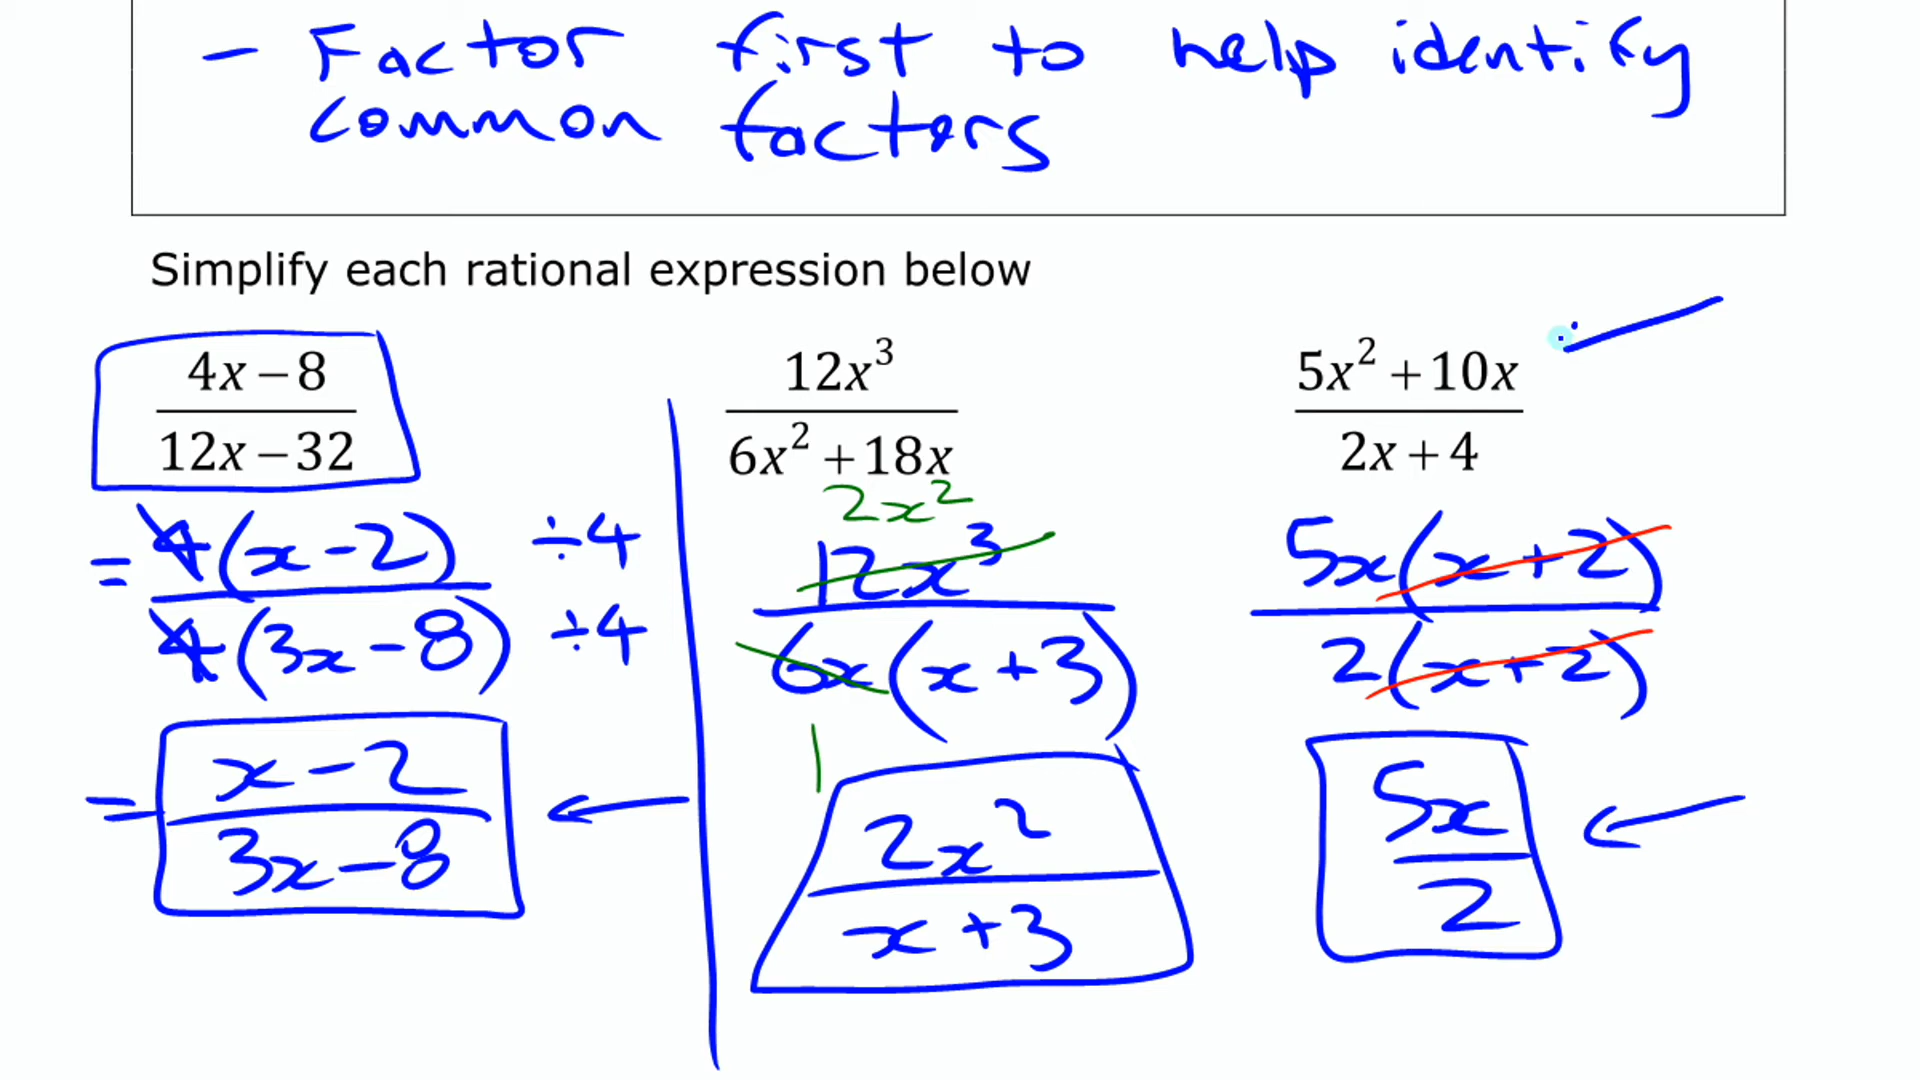 - Factor first to help identify
common factors
Simplify each rational expression below
4x-8
12x-32
= 4(x-2) ÷4
4(3x-8) ÷4
= x-2
3x-8
12x³
6x²+18x
2x²
12x³
6x(x+3)
1
2x²
x+3
5x²+10x
2x+4
5x(x+2)
2(x+2)
5x
2